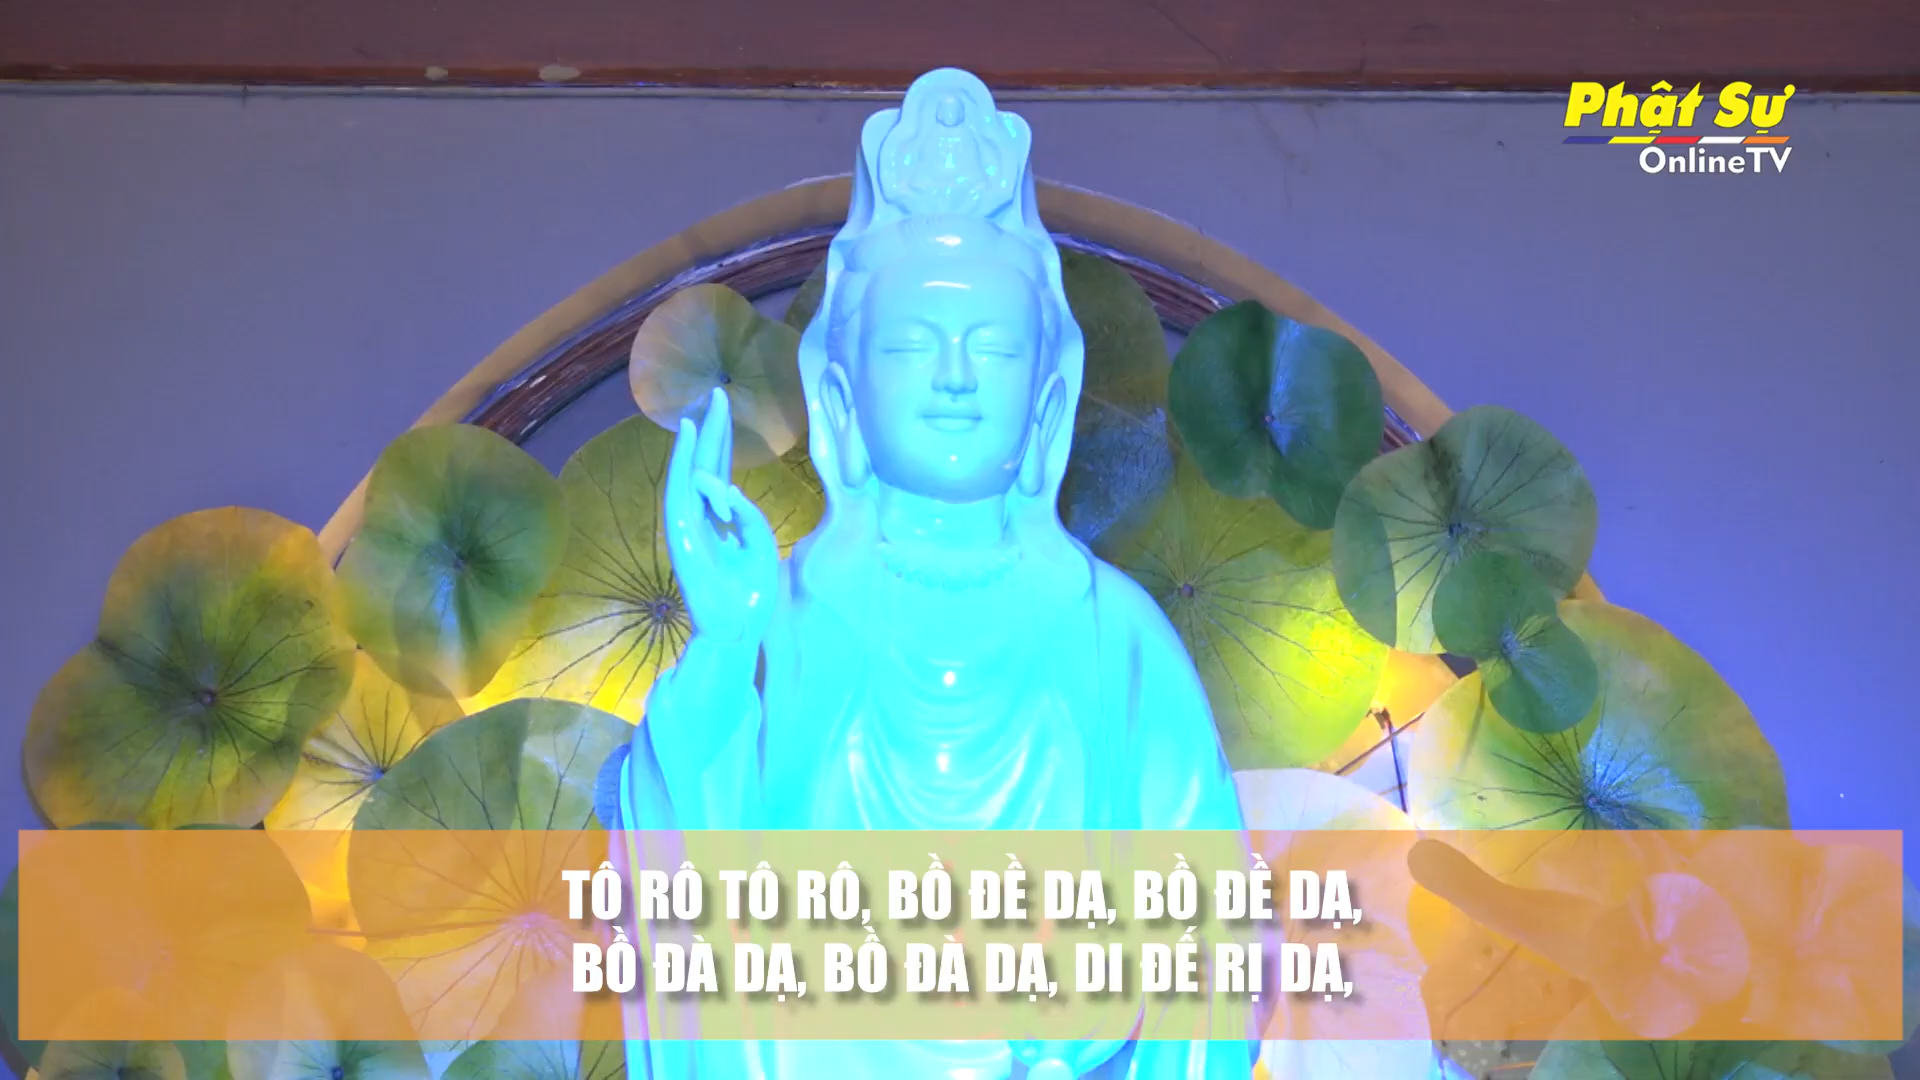 Phật Sự
OnlineTV
TÔ RÔ TÔ RÔ, BỒ ĐỀ DẠ, BỒ ĐỀ DẠ,
BỒ ĐÀ DẠ, BỒ ĐÀ DẠ, DI ĐẾ RỊ DẠ,